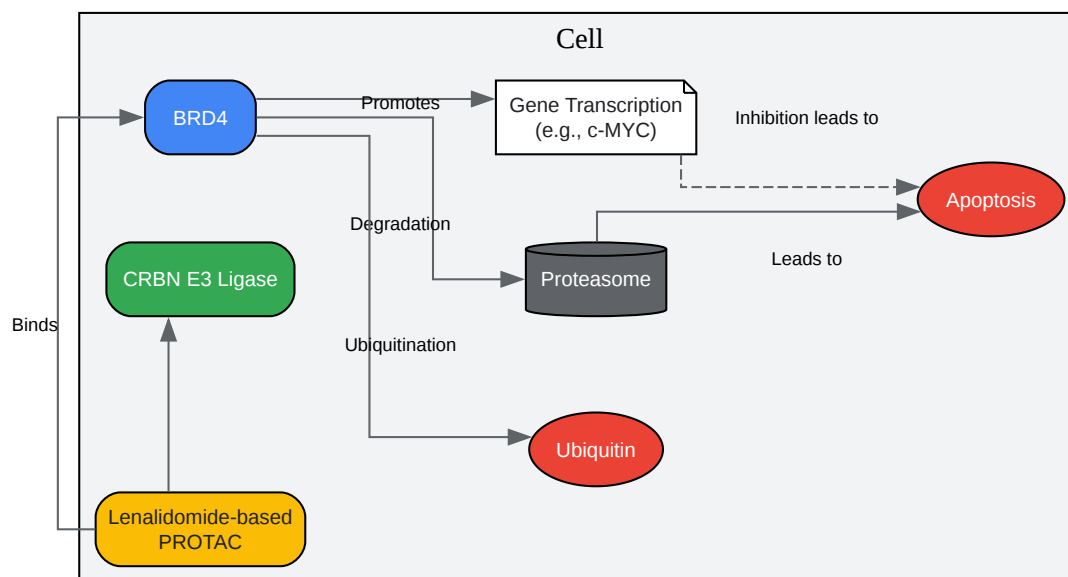 Cell
BRD4
Promotes
Gene Transcription
(e.g., c-MYC)
Inhibition leads to
Apoptosis
Degradation
CRBN E3 Ligase
Proteasome
Leads to
Binds
Ubiquitination
Ubiquitin
Lenalidomide-based
PROTAC